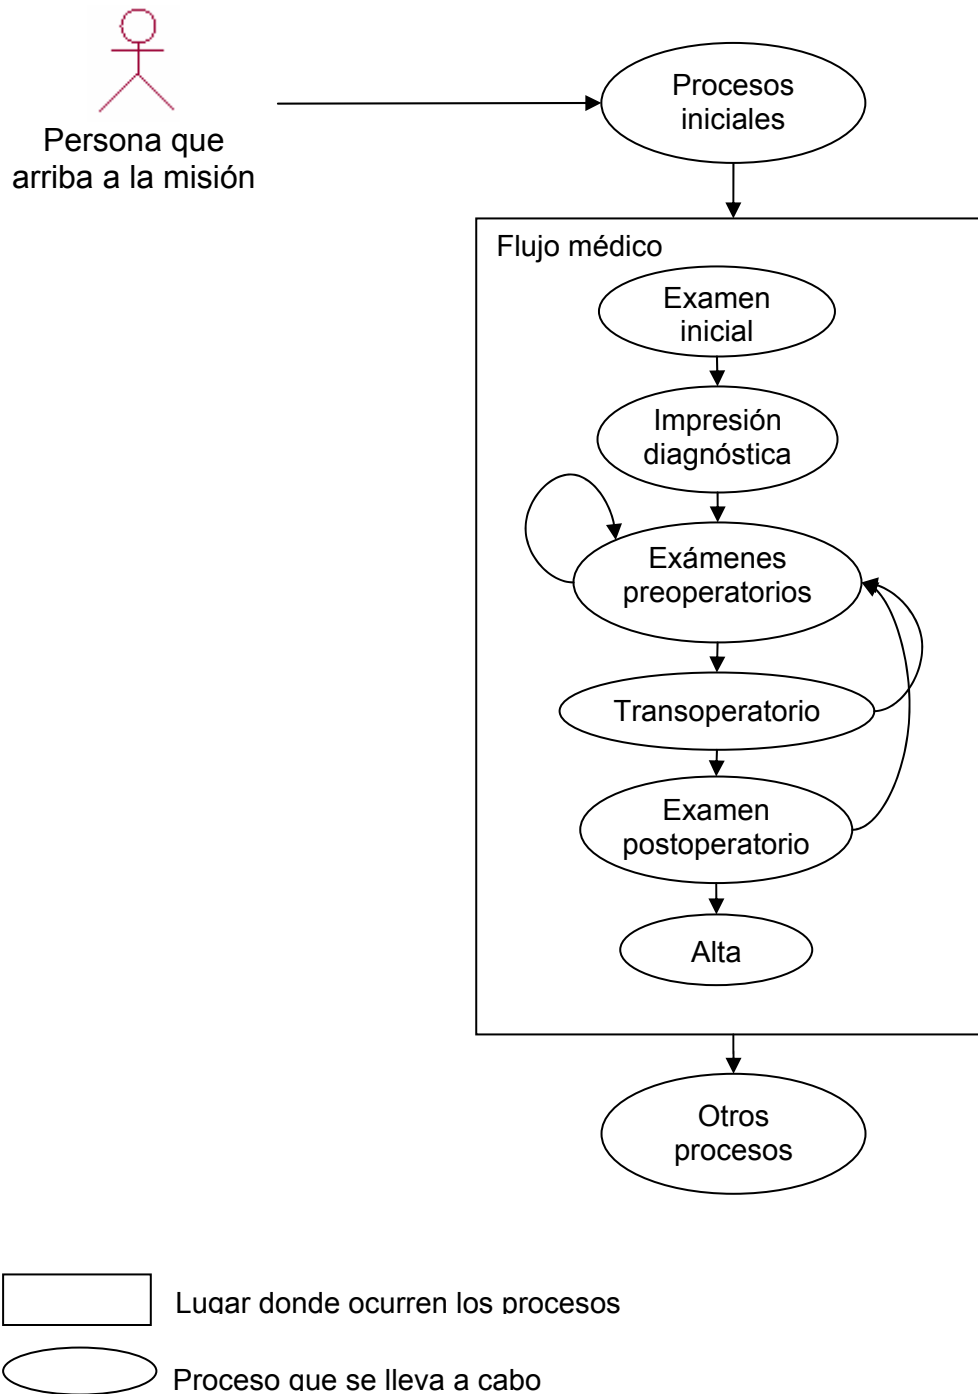 Persona que
arriba a la misión
Procesos
iniciales
Flujo médico
Examen
inicial
Impresión
diagnóstica
Exámenes
preoperatorios
Transoperatorio
Examen
postoperatorio
Alta
Otros
procesos
Lugar donde ocurren los procesos
Proceso que se lleva a cabo